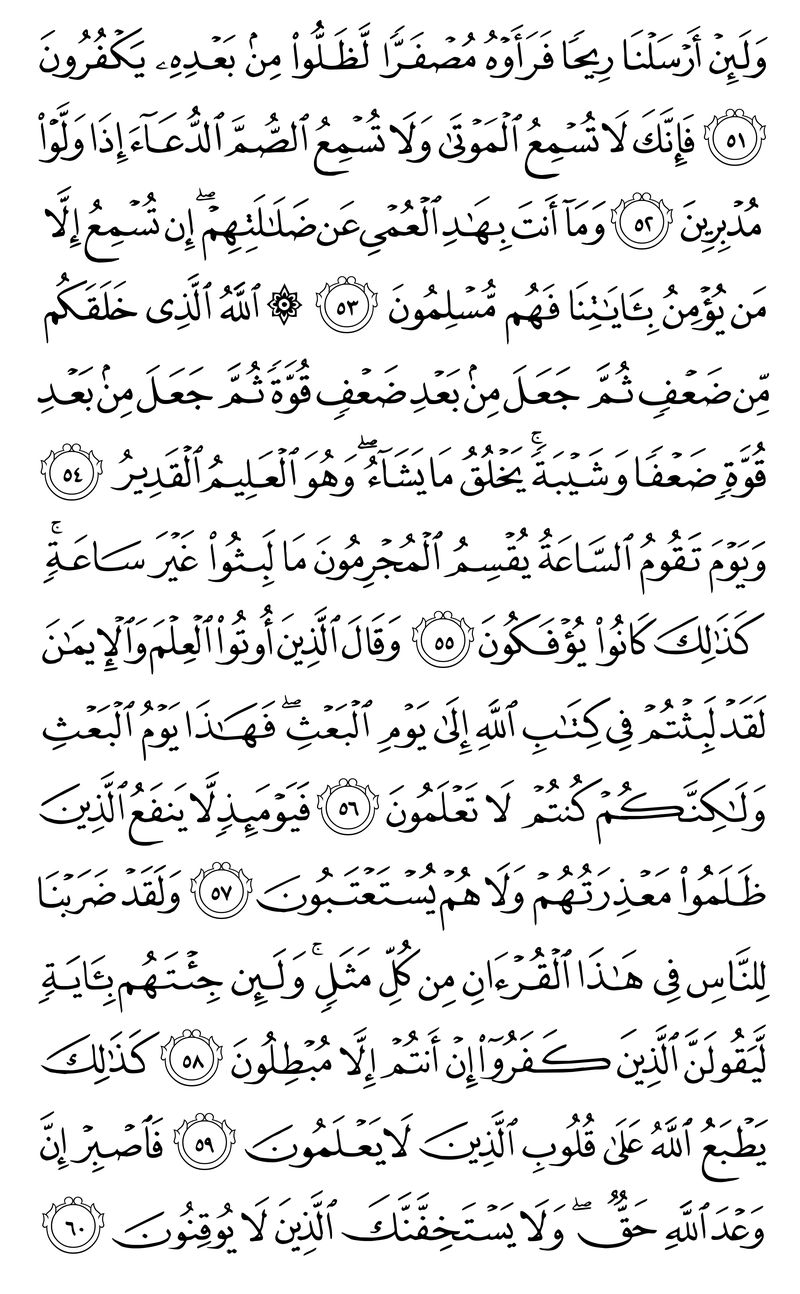 وَلَئِنْ أَرْسَلْنَا رِيحًا فَرَأَوْهُ مُصْفَرًّا لَّظَلُّوا۟ مِنۢ بَعْدِهِۦ يَكْفُرُونَ
٥١ فَإِنَّكَ لَا تُسْمِعُ ٱلْمَوْتَىٰ وَلَا تُسْمِعُ ٱلصُّمَّ ٱلدُّعَآءَ إِذَا وَلَّوْا۟
مُدْبِرِينَ ٥٢ وَمَآ أَنتَ بِهَـٰدِ ٱلْعُمْىِ عَن ضَلَـٰلَتِهِمْ ۖ إِن تُسْمِعُ إِلَّا
مَن يُؤْمِنُ بِـَٔايَـٰتِنَا فَهُم مُّسْلِمُونَ ٥٣ ۞ ٱللَّهُ ٱلَّذِى خَلَقَكُم
مِّن ضَعْفٍ ثُمَّ جَعَلَ مِنۢ بَعْدِ ضَعْفٍ قُوَّةً ثُمَّ جَعَلَ مِنۢ بَعْدِ
قُوَّةٍ ضَعْفًا وَشَيْبَةً ۚ يَخْلُقُ مَا يَشَآءُ ۖ وَهُوَ ٱلْعَلِيمُ ٱلْقَدِيرُ ٥٤
وَيَوْمَ تَقُومُ ٱلسَّاعَةُ يُقْسِمُ ٱلْمُجْرِمُونَ مَا لَبِثُوا۟ غَيْرَ سَاعَةٍ ۚ
كَذَٰلِكَ كَانُوا۟ يُؤْفَكُونَ ٥٥ وَقَالَ ٱلَّذِينَ أُوتُوا۟ ٱلْعِلْمَ وَٱلْإِيمَـٰنَ
لَقَدْ لَبِثْتُمْ فِى كِتَـٰبِ ٱللَّهِ إِلَىٰ يَوْمِ ٱلْبَعْثِ ۖ فَهَـٰذَا يَوْمُ ٱلْبَعْثِ
وَلَـٰكِنَّكُمْ كُنتُمْ لَا تَعْلَمُونَ ٥٦ فَيَوْمَئِذٍ لَّا يَنفَعُ ٱلَّذِينَ
ظَلَمُوا۟ مَعْذِرَتُهُمْ وَلَا هُمْ يُسْتَعْتَبُونَ ٥٧ وَلَقَدْ ضَرَبْنَا
لِلنَّاسِ فِى هَـٰذَا ٱلْقُرْءَانِ مِن كُلِّ مَثَلٍ ۚ وَلَئِن جِئْتَهُم بِـَٔايَةٍ
لَّيَقُولَنَّ ٱلَّذِينَ كَفَرُوٓا۟ إِنْ أَنتُمْ إِلَّا مُبْطِلُونَ ٥٨ كَذَٰلِكَ
يَطْبَعُ ٱللَّهُ عَلَىٰ قُلُوبِ ٱلَّذِينَ لَا يَعْلَمُونَ ٥٩ فَٱصْبِرْ إِنَّ
وَعْدَ ٱللَّهِ حَقٌّ ۖ وَلَا يَسْتَخِفَّنَّكَ ٱلَّذِينَ لَا يُوقِنُونَ ٦٠